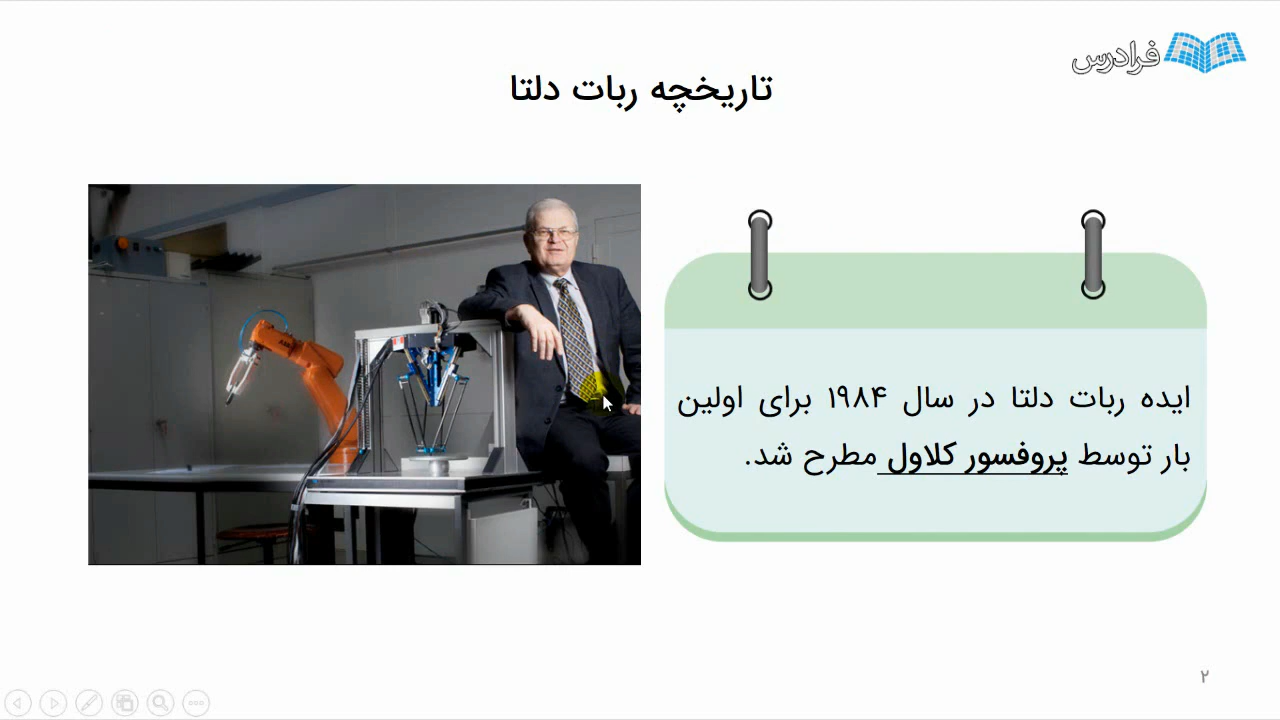 فرادرس
تاریخچه ربات دلتا
ایده ربات دلتا در سال ۱۹۸۴ برای اولین
بار توسط پروفسور کلاول مطرح شد.
۲